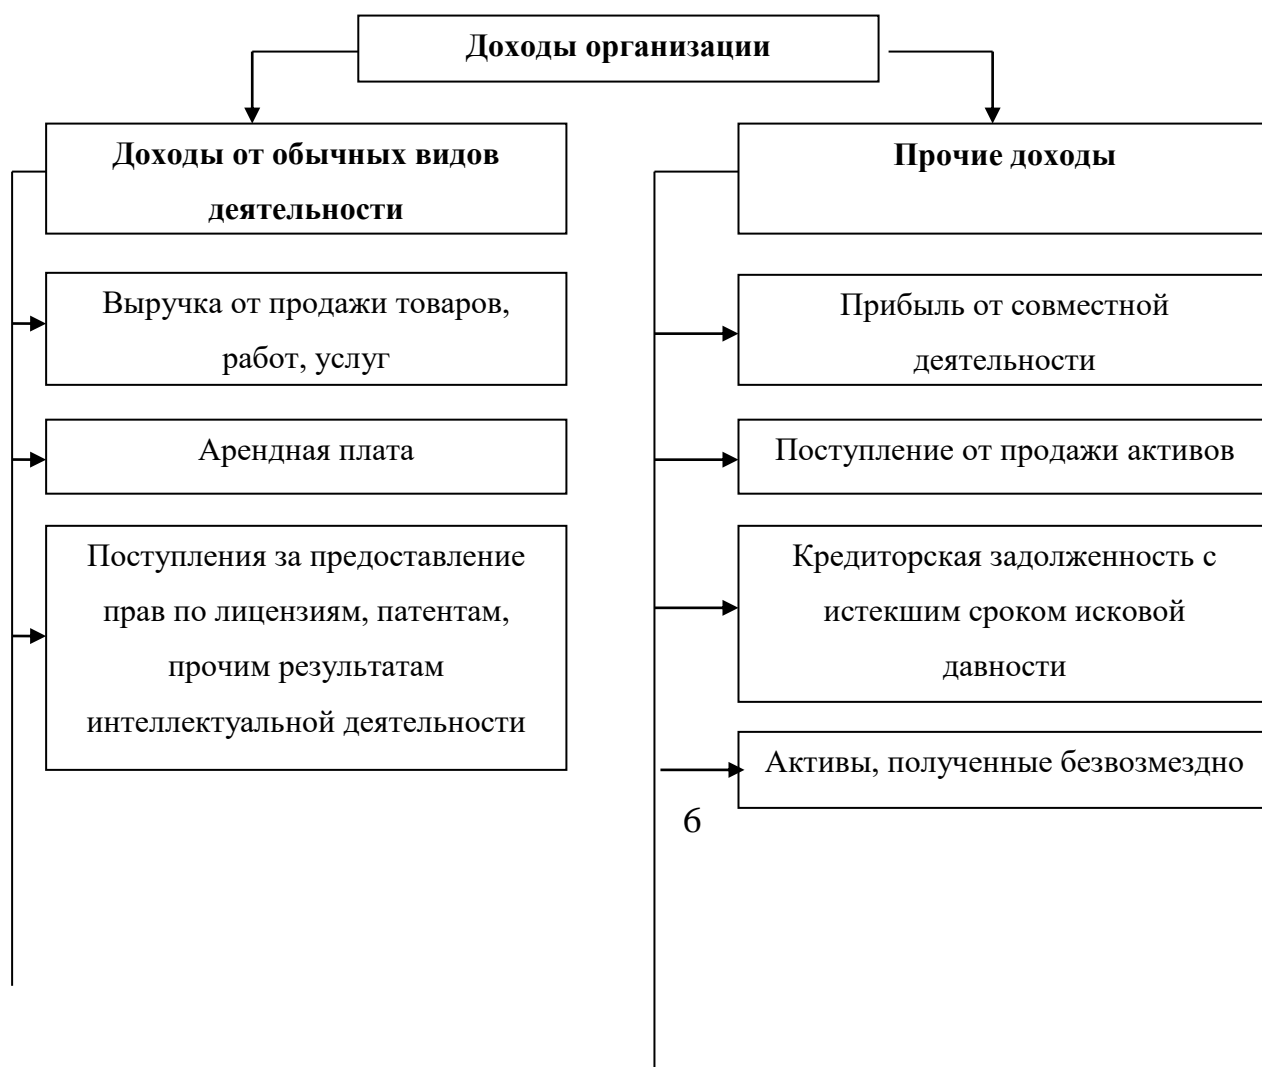 Доходы организации
Доходы от обычных видов
деятельности
Выручка от продажи товаров,
работ, услуг
Арендная плата
Поступления за предоставление
прав по лицензиям, патентам,
прочим результатам
интеллектуальной деятельности
Прочие доходы
Прибыль от совместной
деятельности
Поступление от продажи активов
Кредиторская задолженность с
истекшим сроком исковой
давности
Активы, полученные безвозмездно
6